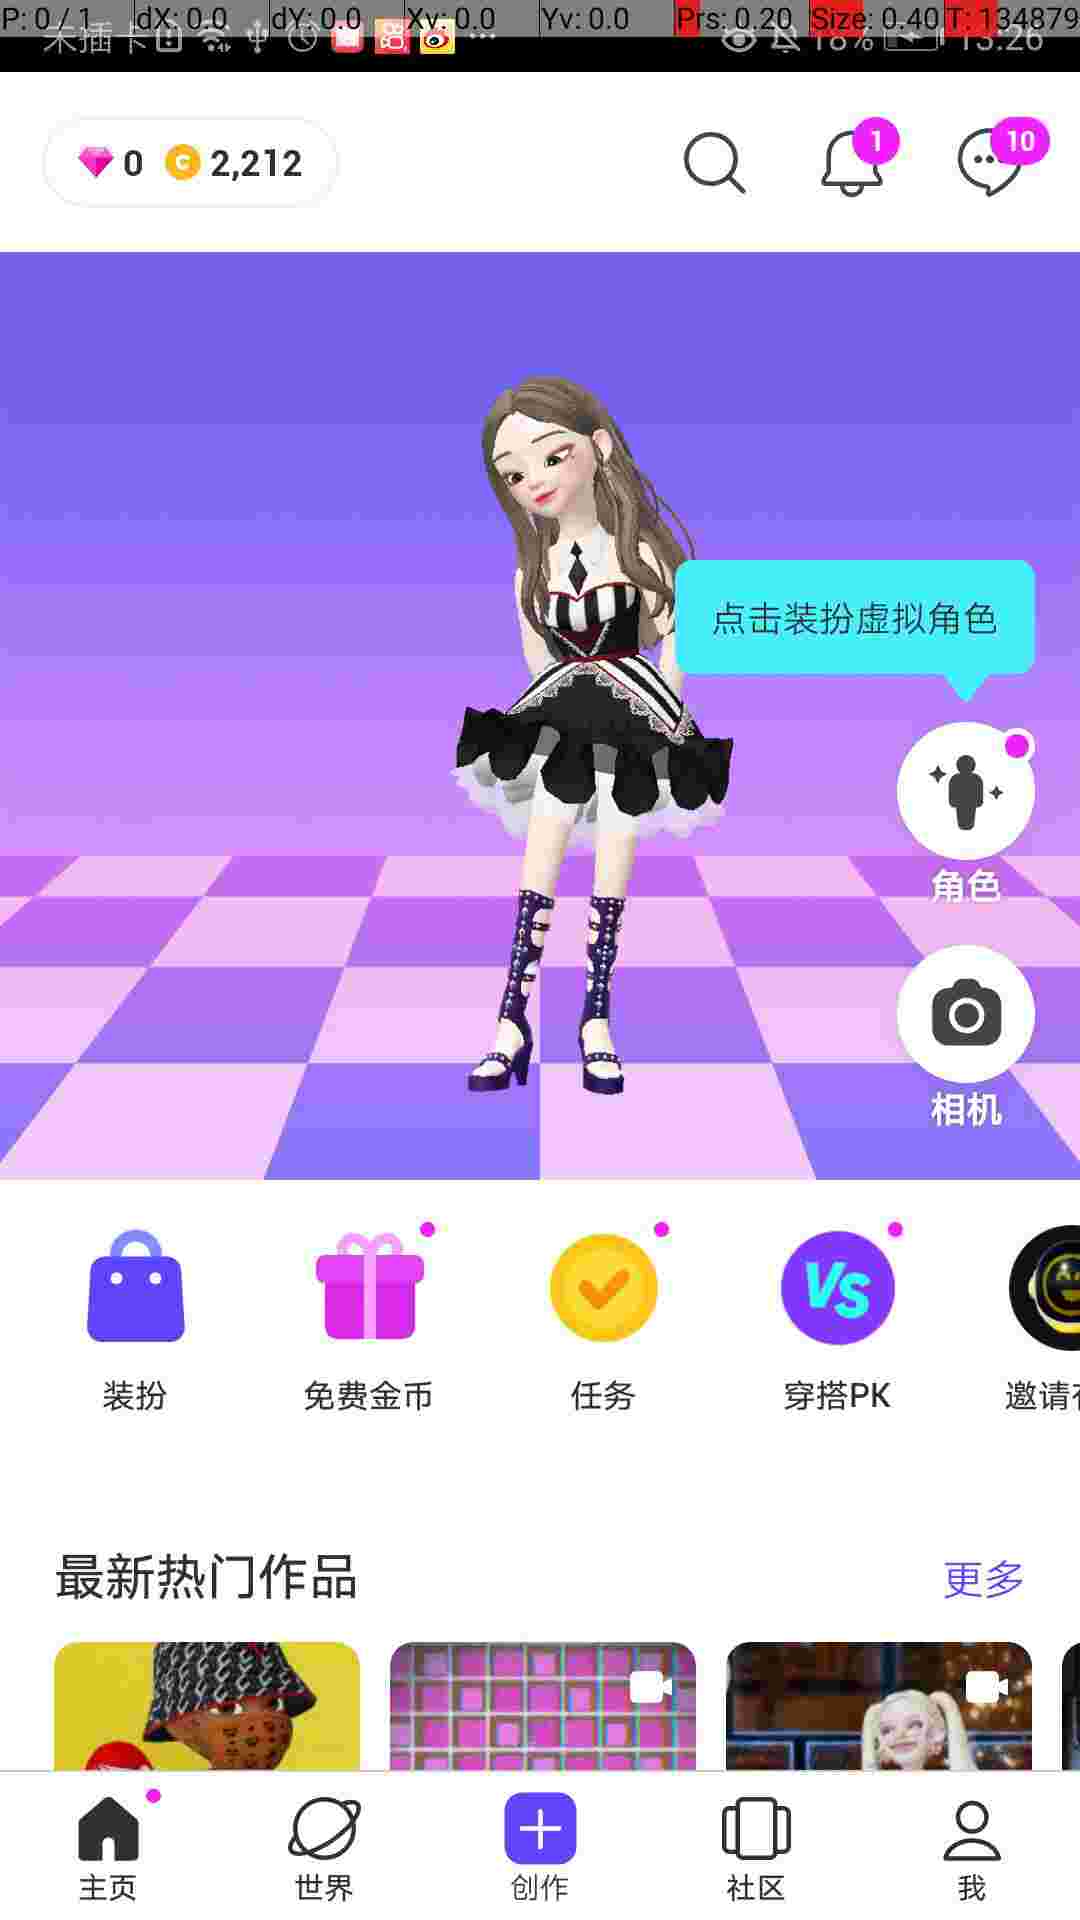 P: 0 / 1 dX: 0.0 dY: 0.0 Xv: 0.0 Yv: 0.0 Prs: 0.20 Size: 0.40 T: 134879
未插卡 18% 13:26
0 2,212 1 10
点击装扮虚拟角色
角色
相机
VS
装扮 免费金币 任务 穿搭PK 邀请
最新热门作品 更多
主页 世界 创作 社区 我